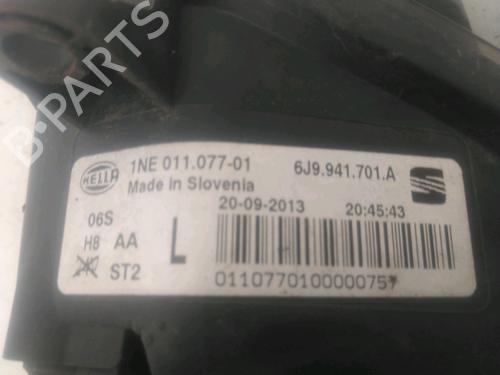 B-PARTS
HELLA 1NE 011.077-01 6J9.941.701.A
Made in Slovenia
20-09-2013 20:45:43
06S
H8 AA L
ST2
0110770100000757